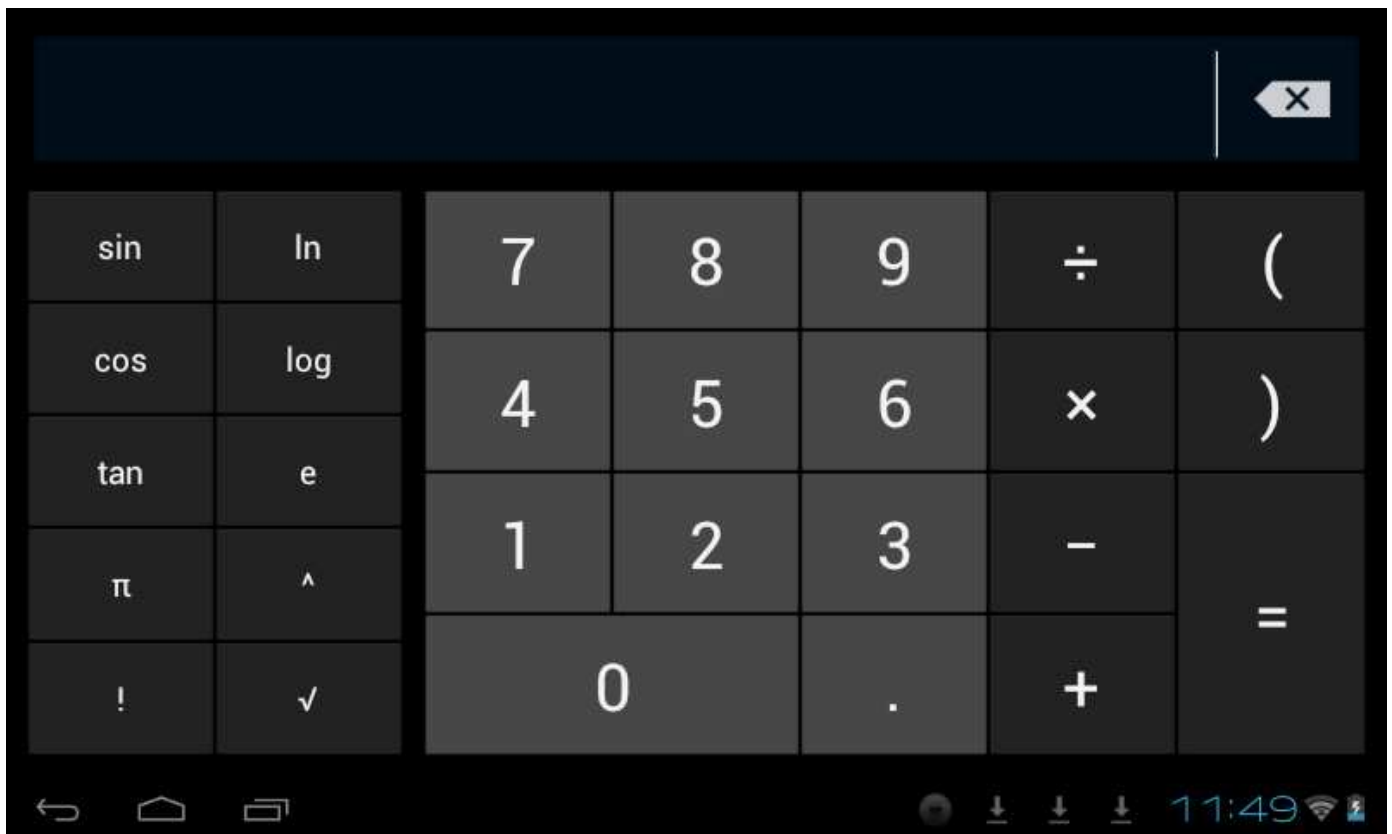 sin ln 7 8 9 ÷ (
cos log 4 5 6 × )
tan e 1 2 3 −
π ^ =
! √ 0 . +
11:49